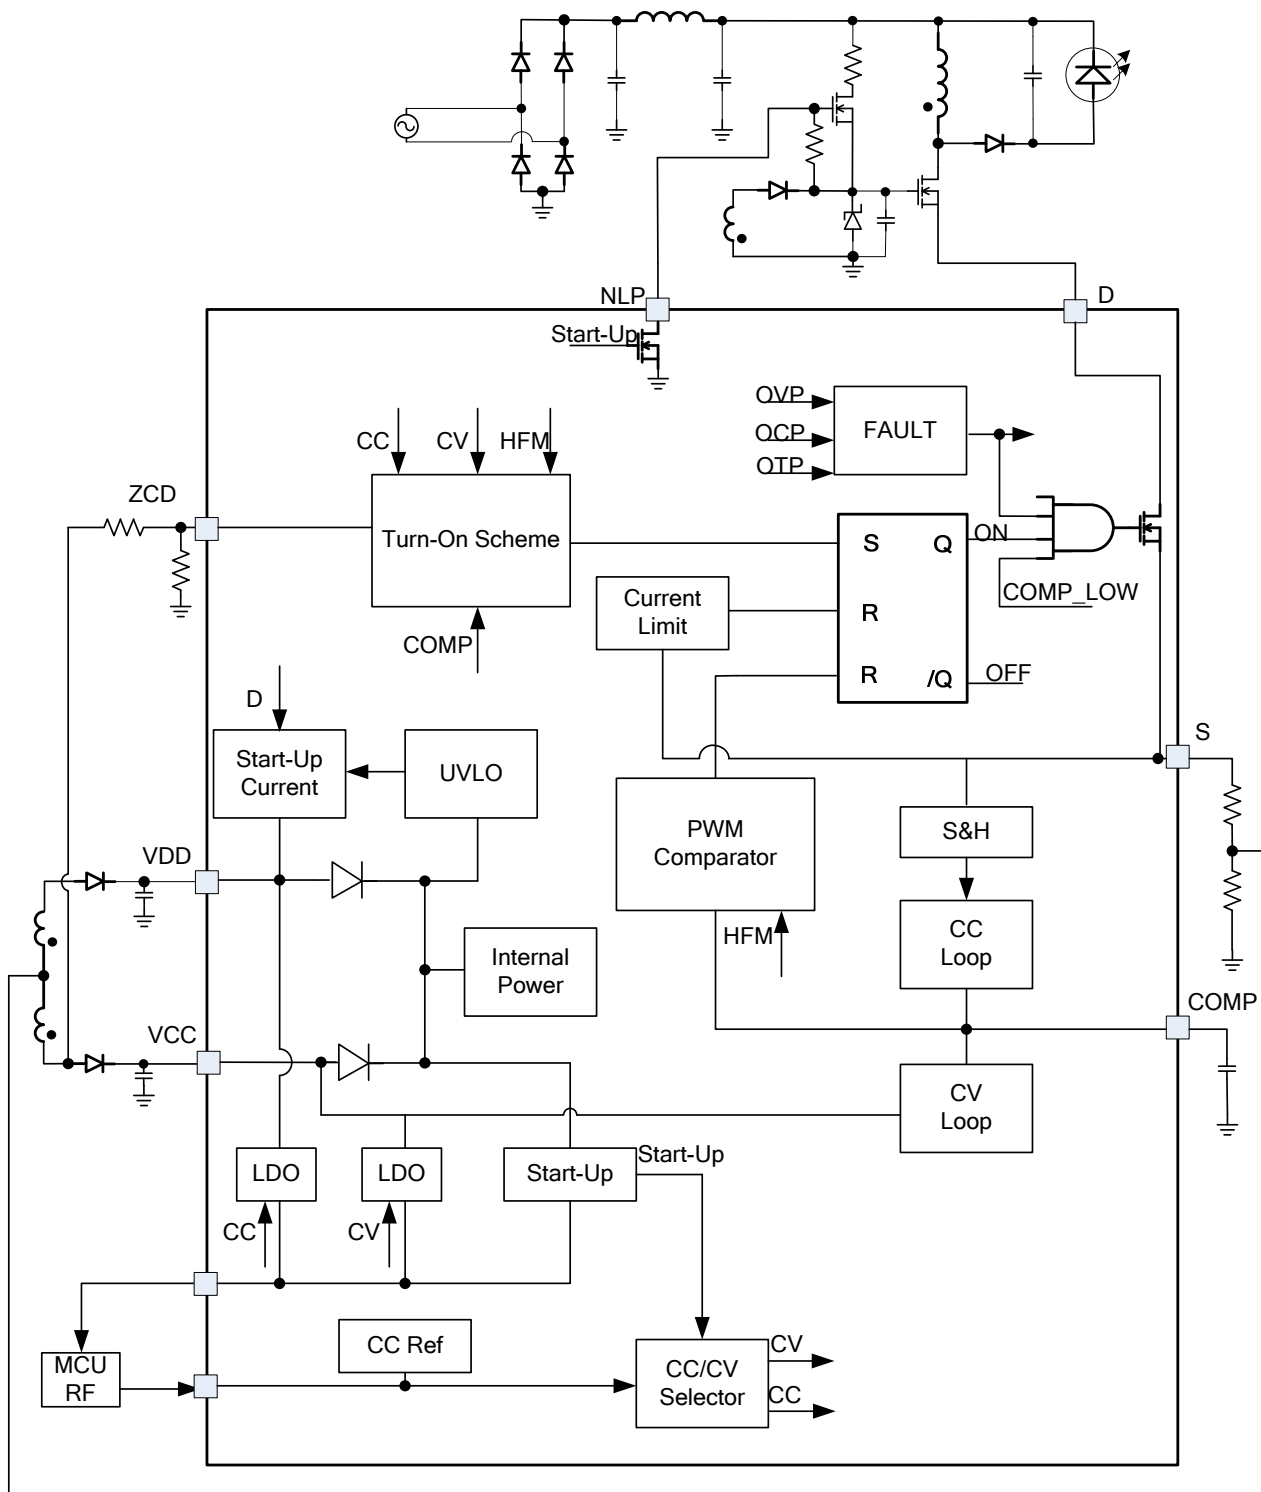 NLP
D
Start-Up
OVP
OCP
OTP
FAULT
CC
CV
HFM
ZCD
Turn-On Scheme
S
Q
ON
COMP_LOW
Current
Limit
R
COMP
R
/Q
OFF
D
Start-Up
Current
UVLO
S
PWM
Comparator
S&H
VDD
HFM
CC
Loop
Internal
Power
COMP
VCC
CV
Loop
LDO
LDO
Start-Up
Start-Up
CC
CV
CC Ref
MCU
RF
CC/CV
Selector
CV
CC